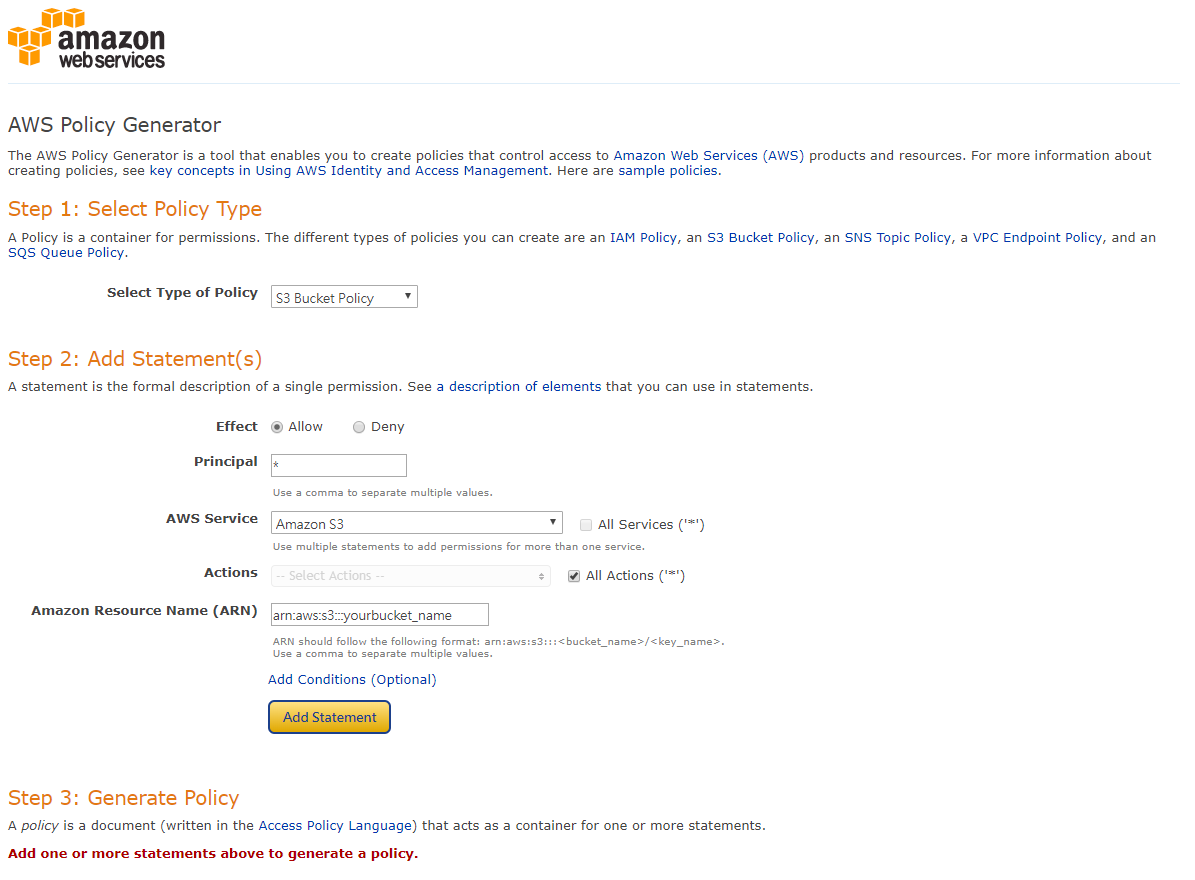 amazon
web services
AWS Policy Generator
The AWS Policy Generator is a tool that enables you to create policies that control access to Amazon Web Services (AWS) products and resources. For more information about
creating policies, see key concepts in Using AWS Identity and Access Management. Here are sample policies.
Step 1: Select Policy Type
A Policy is a container for permissions. The different types of policies you can create are an IAM Policy, an S3 Bucket Policy, an SNS Topic Policy, a VPC Endpoint Policy, and an
SQS Queue Policy.
Select Type of Policy S3 Bucket Policy
Step 2: Add Statement(s)
A statement is the formal description of a single permission. See a description of elements that you can use in statements.
Effect Allow Deny
Principal *
Use a comma to separate multiple values.
AWS Service Amazon S3 All Services ('*')
Use multiple statements to add permissions for more than one service.
Actions -- Select Actions -- All Actions ('*')
Amazon Resource Name (ARN) arn:aws:s3:::yourbucket_name
ARN should follow the following format: arn:aws:s3:::<bucket_name>/<key_name>.
Use a comma to separate multiple values.
Add Conditions (Optional)
Add Statement
Step 3: Generate Policy
A policy is a document (written in the Access Policy Language) that acts as a container for one or more statements.
Add one or more statements above to generate a policy.